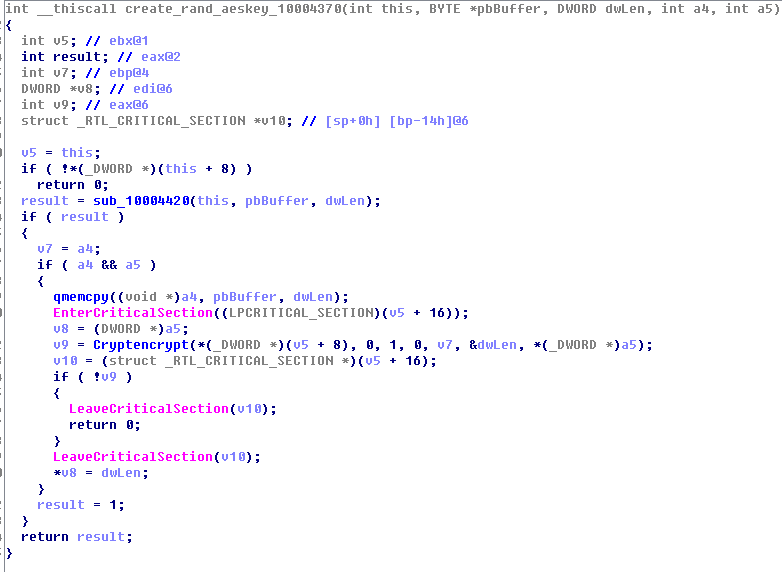 int __thiscall create_rand_aeskey_10004370(int this, BYTE *pbBuffer, DWORD dwLen, int a4, int a5)
{
int v5; // ebx@1
int result; // eax@2
int v7; // ebp@4
DWORD *v8; // edi@6
int v9; // eax@6
struct _RTL_CRITICAL_SECTION *v10; // [sp+0h] [bp-14h]@6
v5 = this;
if ( !*(_DWORD *)(this + 8) )
return 0;
result = sub_10004420(this, pbBuffer, dwLen);
if ( result )
{
v7 = a4;
if ( a4 && a5 )
{
qmemcpy((void *)a4, pbBuffer, dwLen);
EnterCriticalSection((LPCRITICAL_SECTION)(v5 + 16));
v8 = (DWORD *)a5;
v9 = Cryptencrypt(*(_DWORD *)(v5 + 8), 0, 1, 0, v7, &dwLen, *(_DWORD *)a5);
v10 = (struct _RTL_CRITICAL_SECTION *)(v5 + 16);
if ( !v9 )
{
LeaveCriticalSection(v10);
return 0;
}
LeaveCriticalSection(v10);
*v8 = dwLen;
}
result = 1;
}
return result;
}